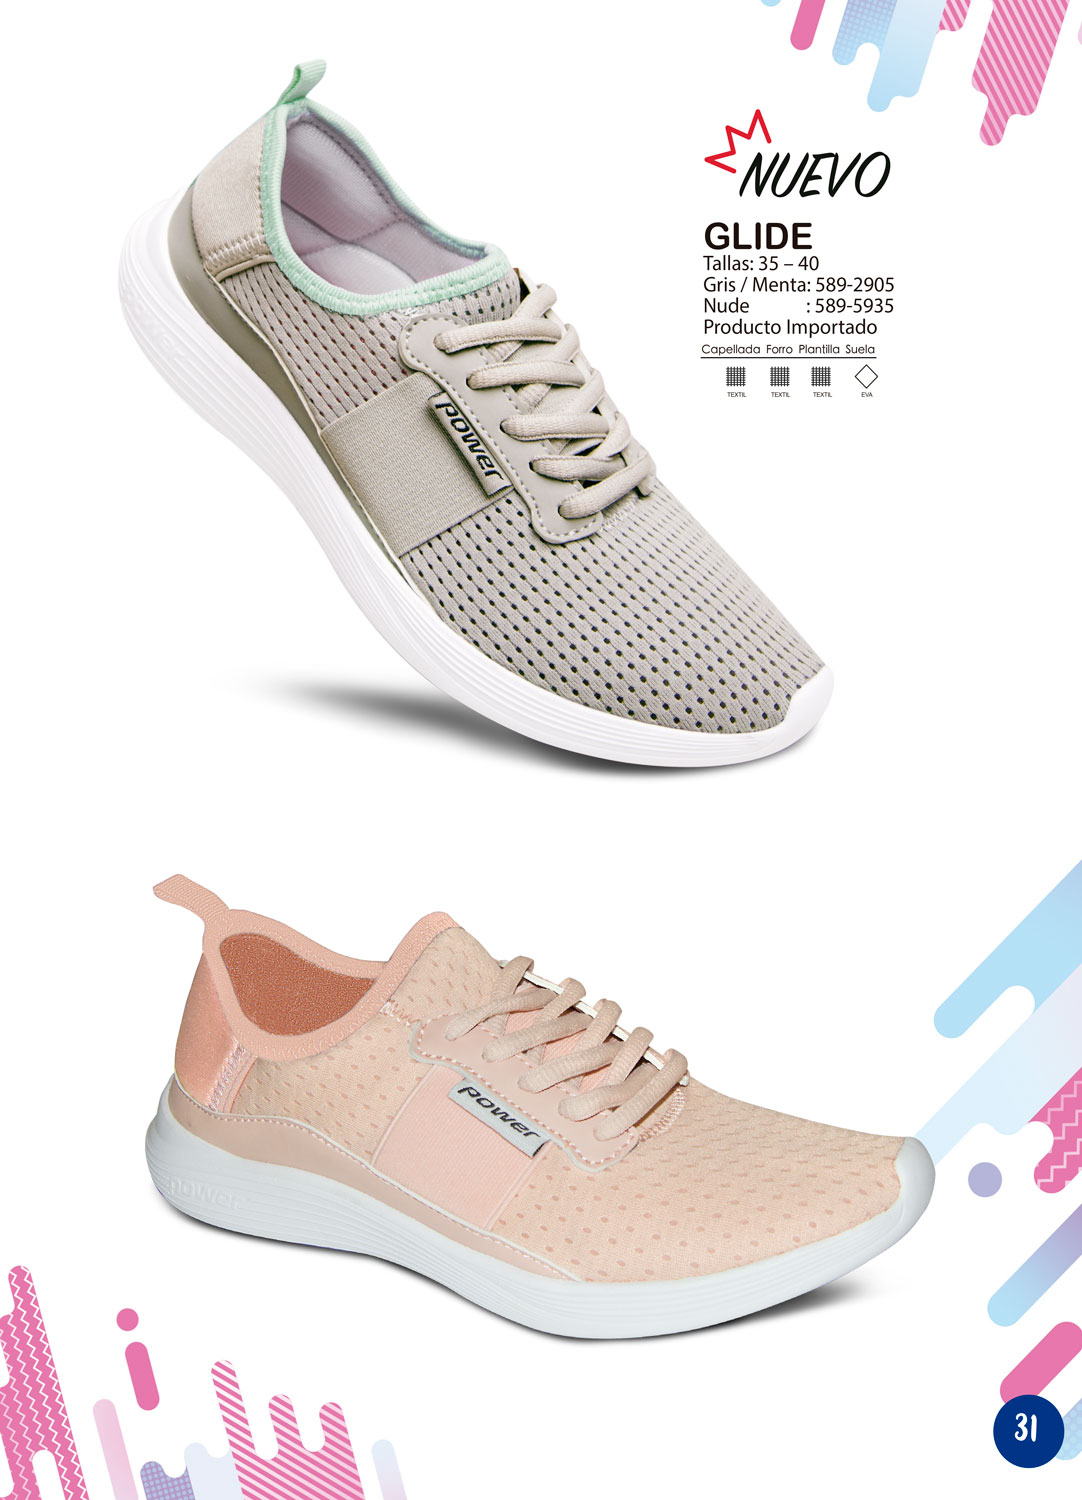 NUEVO
GLIDE
Tallas: 35 – 40
Gris / Menta: 589-2905
Nude : 589-5935
Producto Importado
Capellada Forro Plantilla Suela
TEXTIL TEXTIL TEXTIL EVA
power
power
power
power
31